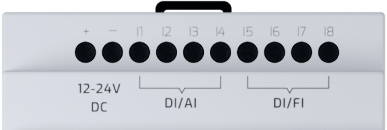 + − I1 I2 I3 I4 I5 I6 I7 I8
12-24V DI/AI DI/FI
DC